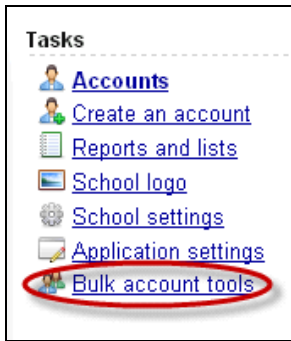 Tasks
Accounts
Create an account
Reports and lists
School logo
School settings
Application settings
Bulk account tools